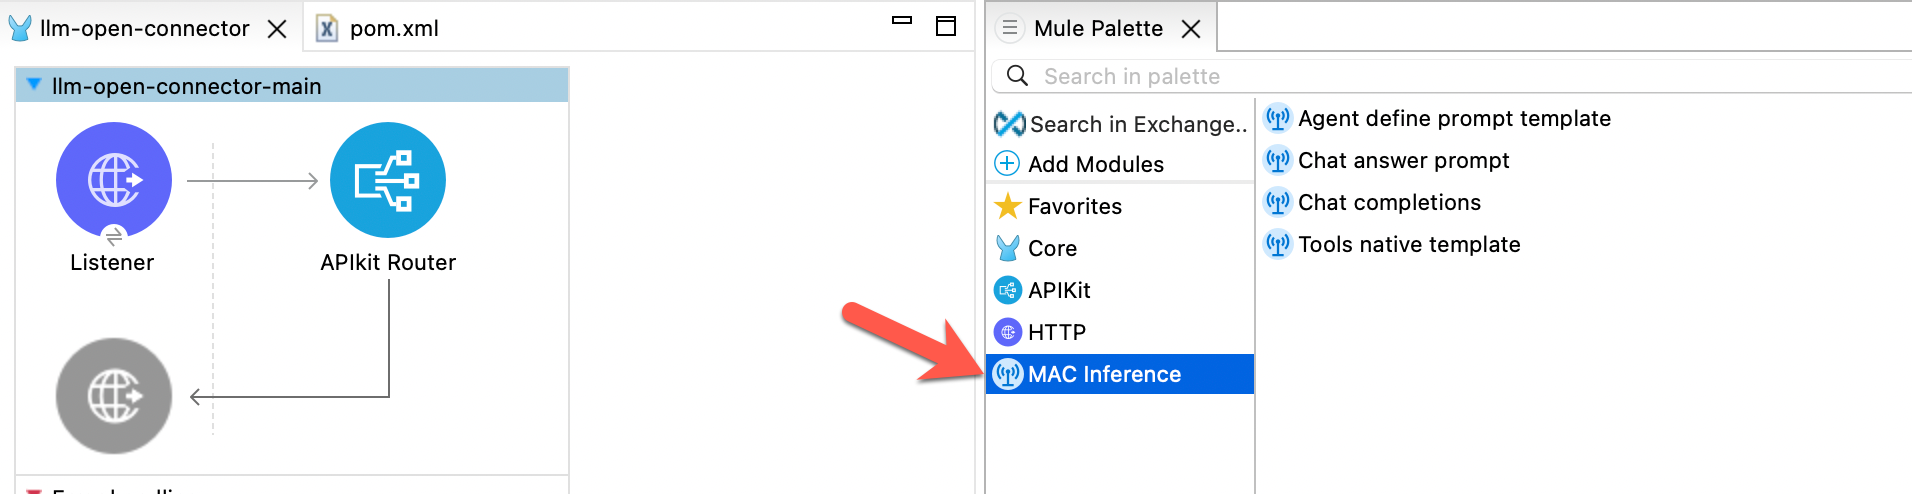 llm-open-connector
pom.xml
llm-open-connector-main
Listener
APIkit Router
Mule Palette
Search in palette
Search in Exchange..
Add Modules
Favorites
Core
APIKit
HTTP
MAC Inference
Agent define prompt template
Chat answer prompt
Chat completions
Tools native template